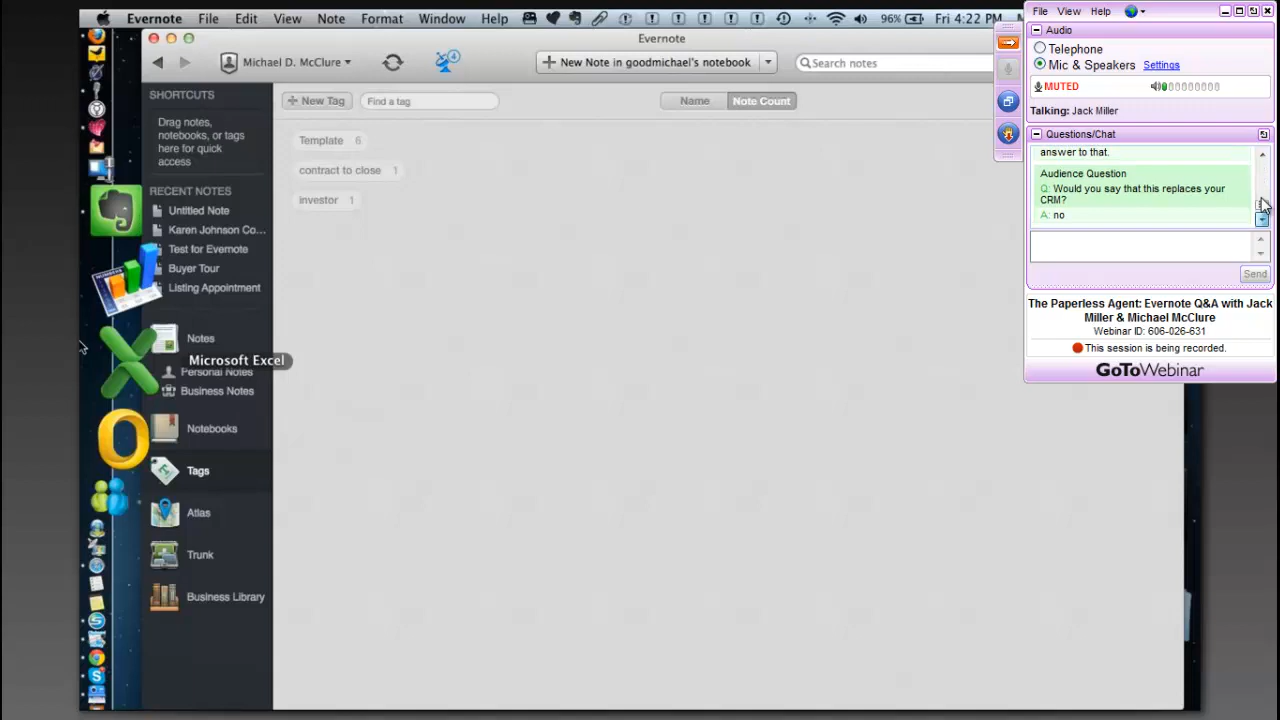 Evernote File Edit View Note Format Window Help 96% Fri 4:22 PM
Evernote
Michael D. McClure
4
New Note in goodmichael's notebook
Search notes
SHORTCUTS
Drag notes,
notebooks, or tags
here for quick
access
RECENT NOTES
Untitled Note
Karen Johnson Co...
Test for Evernote
Buyer Tour
Listing Appointment
Notes
Microsoft Excel
Personal Notes
Business Notes
Notebooks
Tags
Atlas
Trunk
Business Library
NUMBERS
+ New Tag
Find a tag
Name Note Count
Template 6
contract to close 1
investor 1
File View Help
Audio
Telephone
Mic & Speakers Settings
MUTED
Talking: Jack Miller
Questions/Chat
answer to that.
Audience Question
Q: Would you say that this replaces your
CRM?
A: no
Send
The Paperless Agent: Evernote Q&A with Jack
Miller & Michael McClure
Webinar ID: 606-026-631
This session is being recorded.
GoToWebinar